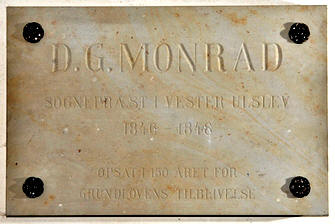 D.G. MONRAD
SOGNEPRÆST I VESTER ULSLEV
1846 - 1848
OPSAT I 150 ÅRET FOR
GRUNDLOVENS TILBLIVELSE